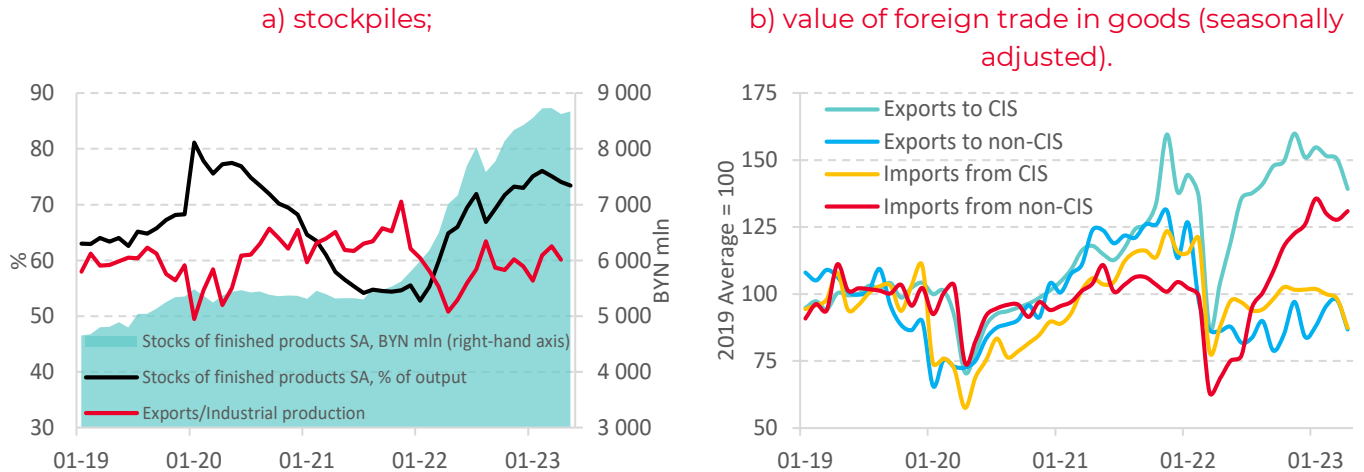 a) stockpiles;
90
80
70
60
50
40
30
%
9 000
8 000
7 000
6 000
5 000
4 000
3 000
BYN mln
Stocks of finished products SA, BYN mln (right-hand axis)
Stocks of finished products SA, % of output
Exports/Industrial production
01-19
01-20
01-21
01-22
01-23
b) value of foreign trade in goods (seasonally
adjusted).
175
150
125
100
75
50
2019 Average = 100
Exports to CIS
Exports to non-CIS
Imports from CIS
Imports from non-CIS
01-19
01-20
01-21
01-22
01-23